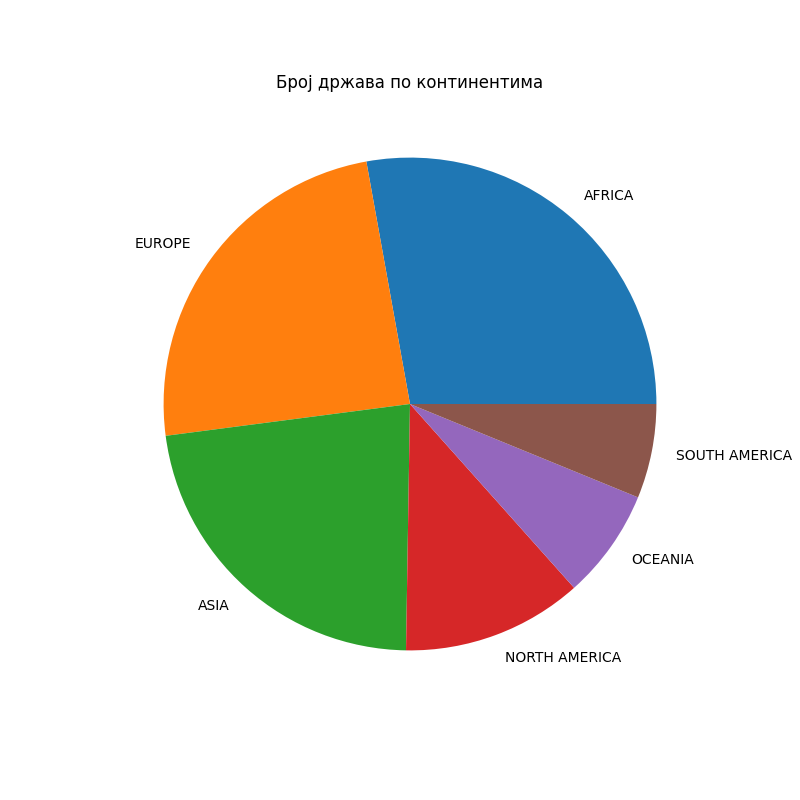 Број држава по континентима
AFRICA
EUROPE
SOUTH AMERICA
OCEANIA
ASIA
NORTH AMERICA